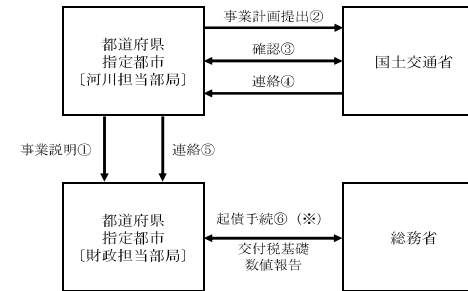 事業計画提出②
都道府県
指定都市
〔河川担当部局〕
確認③
国土交通省
連絡④
事業説明①
連絡⑤
都道府県
指定都市
〔財政担当部局〕
起債手続⑥（※）
交付税基礎
数値報告
総務省